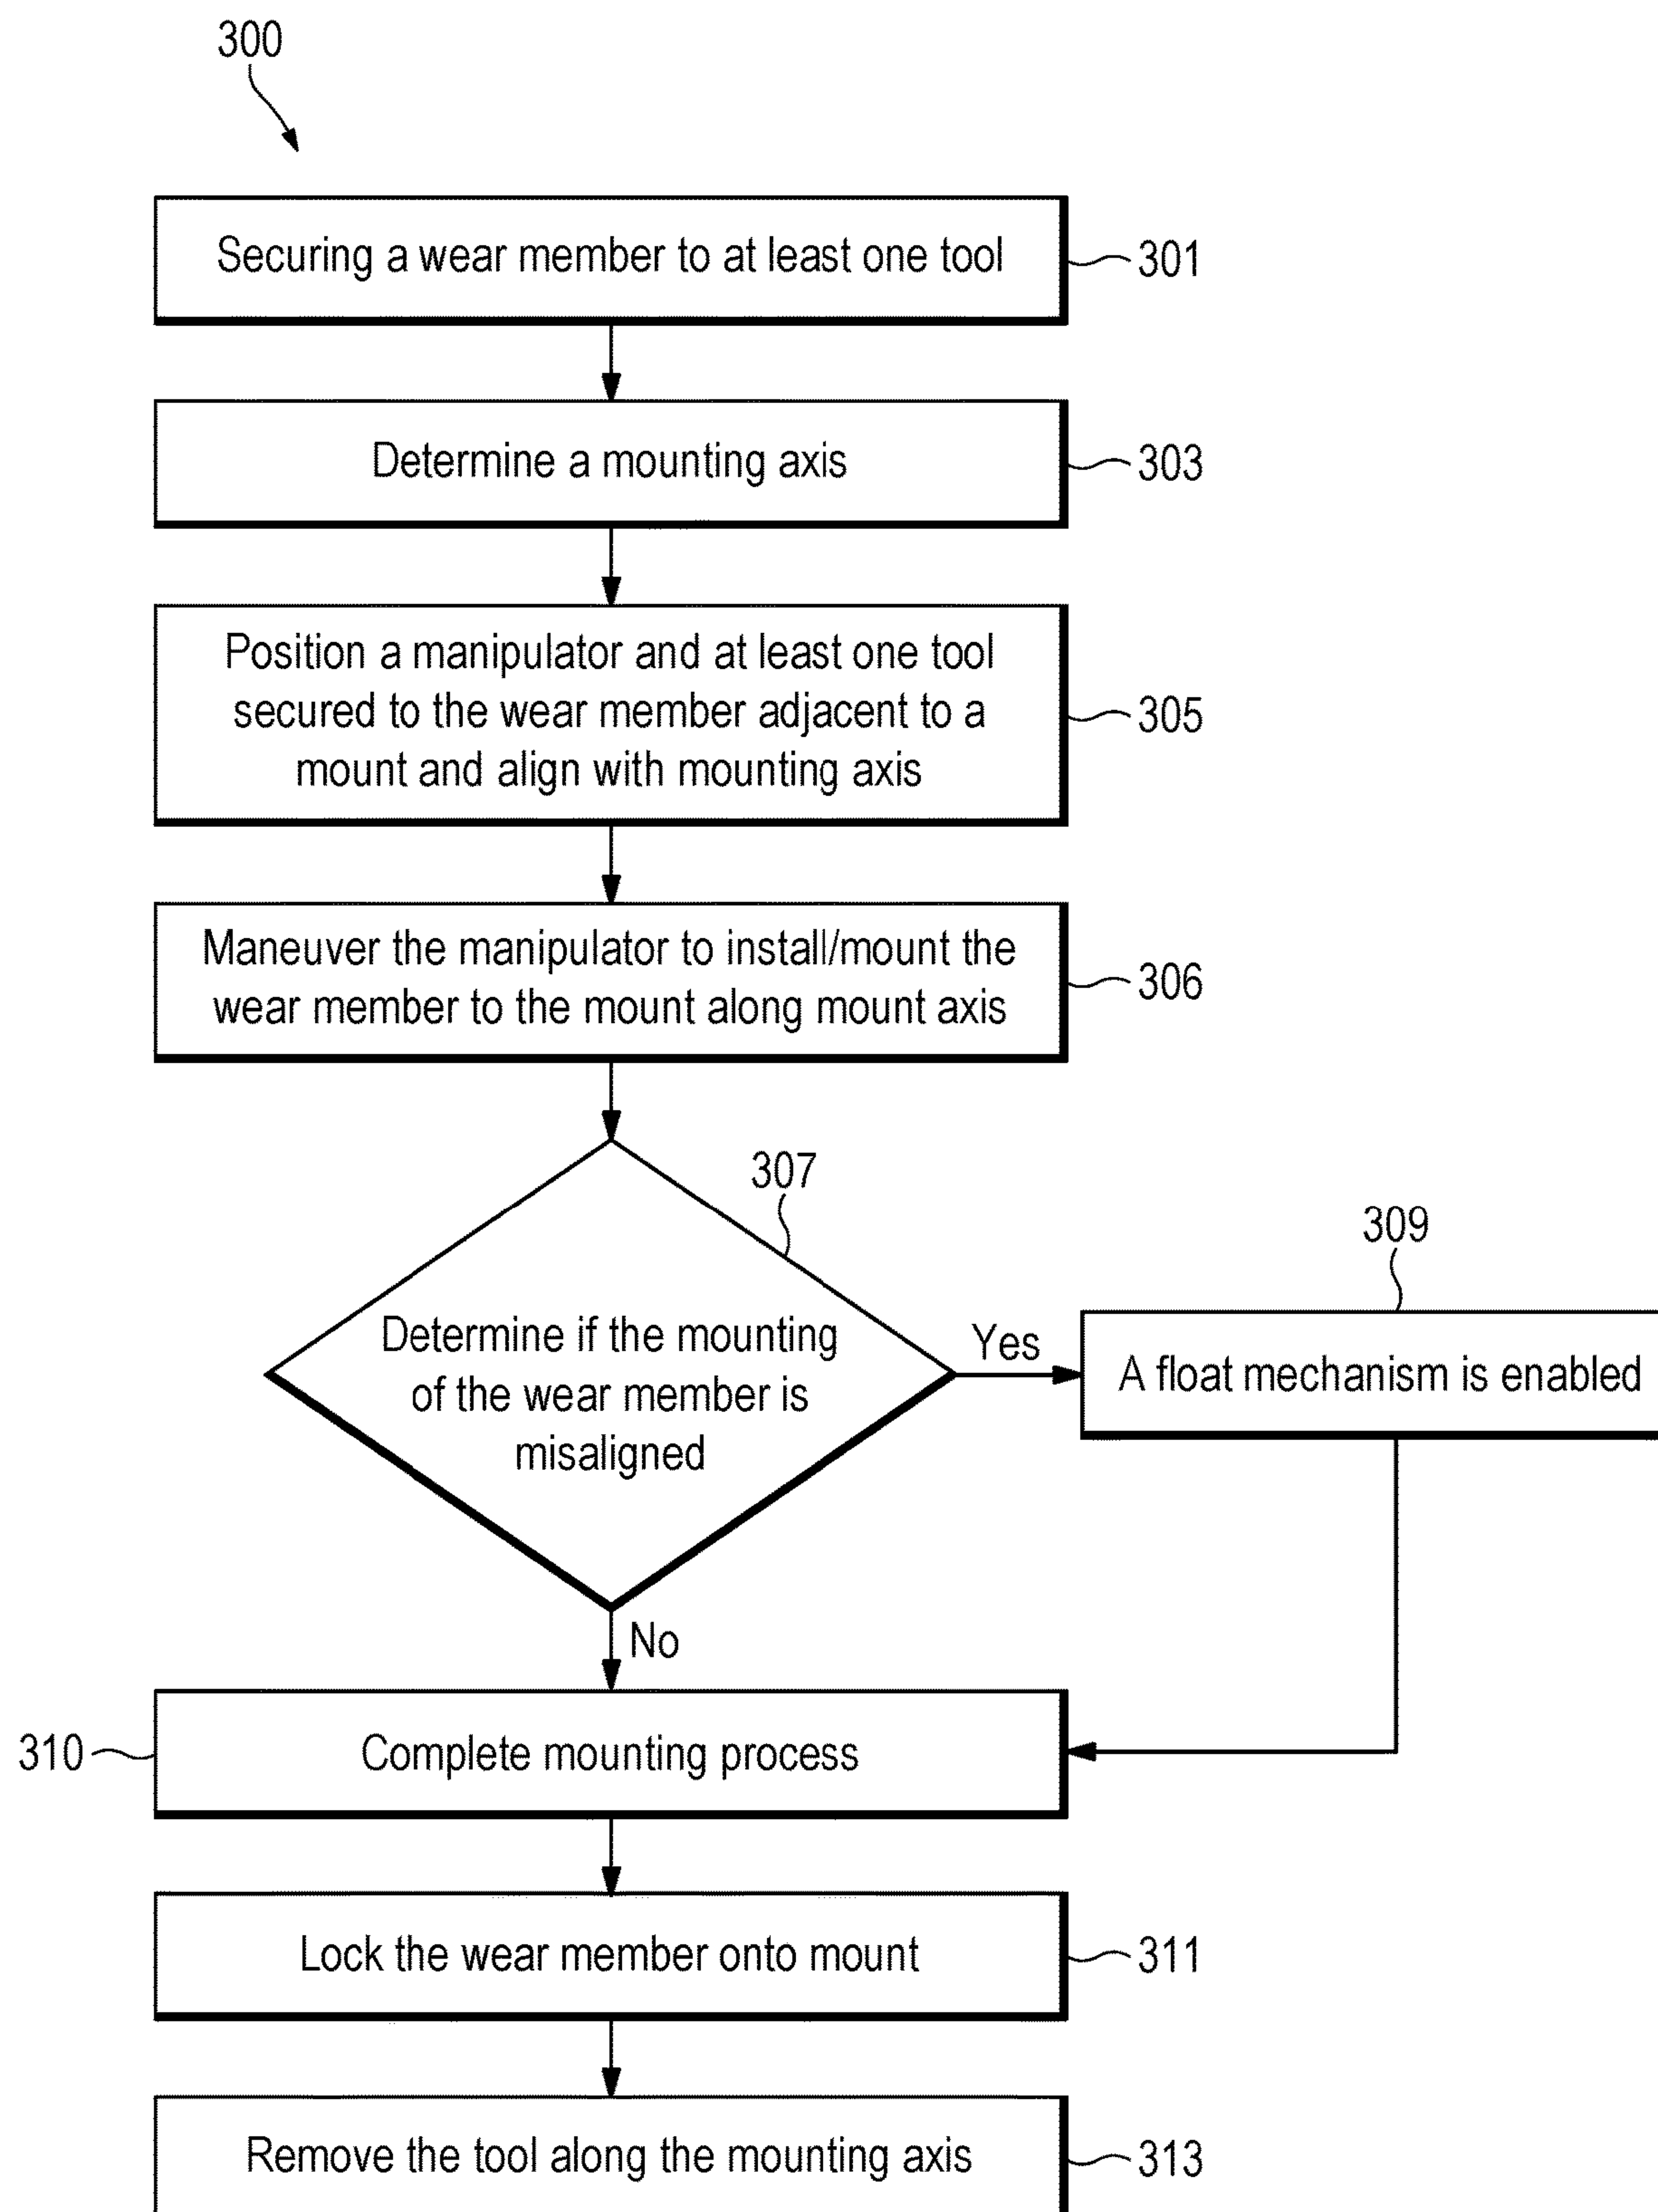 300
Securing a wear member to at least one tool
301
Determine a mounting axis
303
Position a manipulator and at least one tool
secured to the wear member adjacent to a
mount and align with mounting axis
305
Maneuver the manipulator to install/mount the
wear member to the mount along mount axis
306
307
Determine if the mounting
of the wear member is
misaligned
Yes
309
A float mechanism is enabled
No
310
Complete mounting process
Lock the wear member onto mount
311
Remove the tool along the mounting axis
313